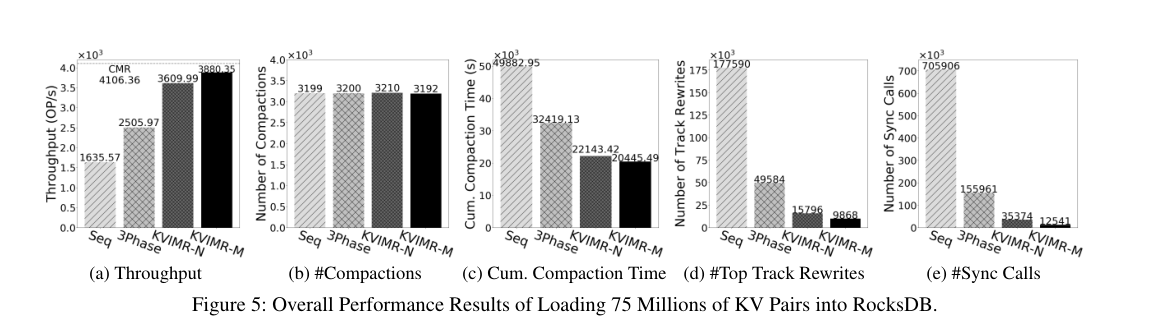 ×10³
Throughput (OP/s)
4.0
3.5
3.0
2.5
2.0
1.5
1.0
0.5
0.0
CMR
4106.36
1635.57
2505.97
3609.99
3880.35
Seq
3Phase
KVIMR-N
KVIMR-M
(a) Throughput
×10³
Number of Compactions
4.0
3.5
3.0
2.5
2.0
1.5
1.0
0.5
0.0
3199
3200
3210
3192
Seq
3Phase
KVIMR-N
KVIMR-M
(b) #Compactions
×10³
Cum. Compaction Time (s)
50
40
30
20
10
0
49882.95
32419.13
22143.42
20445.49
Seq
3Phase
KVIMR-N
KVIMR-M
(c) Cum. Compaction Time
×10³
Number of Track Rewrites
175
150
125
100
75
50
25
0
177590
49584
15796
9868
Seq
3Phase
KVIMR-N
KVIMR-M
(d) #Top Track Rewrites
×10³
Number of Sync Calls
700
600
500
400
300
200
100
0
705906
155961
35374
12541
Seq
3Phase
KVIMR-N
KVIMR-M
(e) #Sync Calls
Figure 5: Overall Performance Results of Loading 75 Millions of KV Pairs into RocksDB.